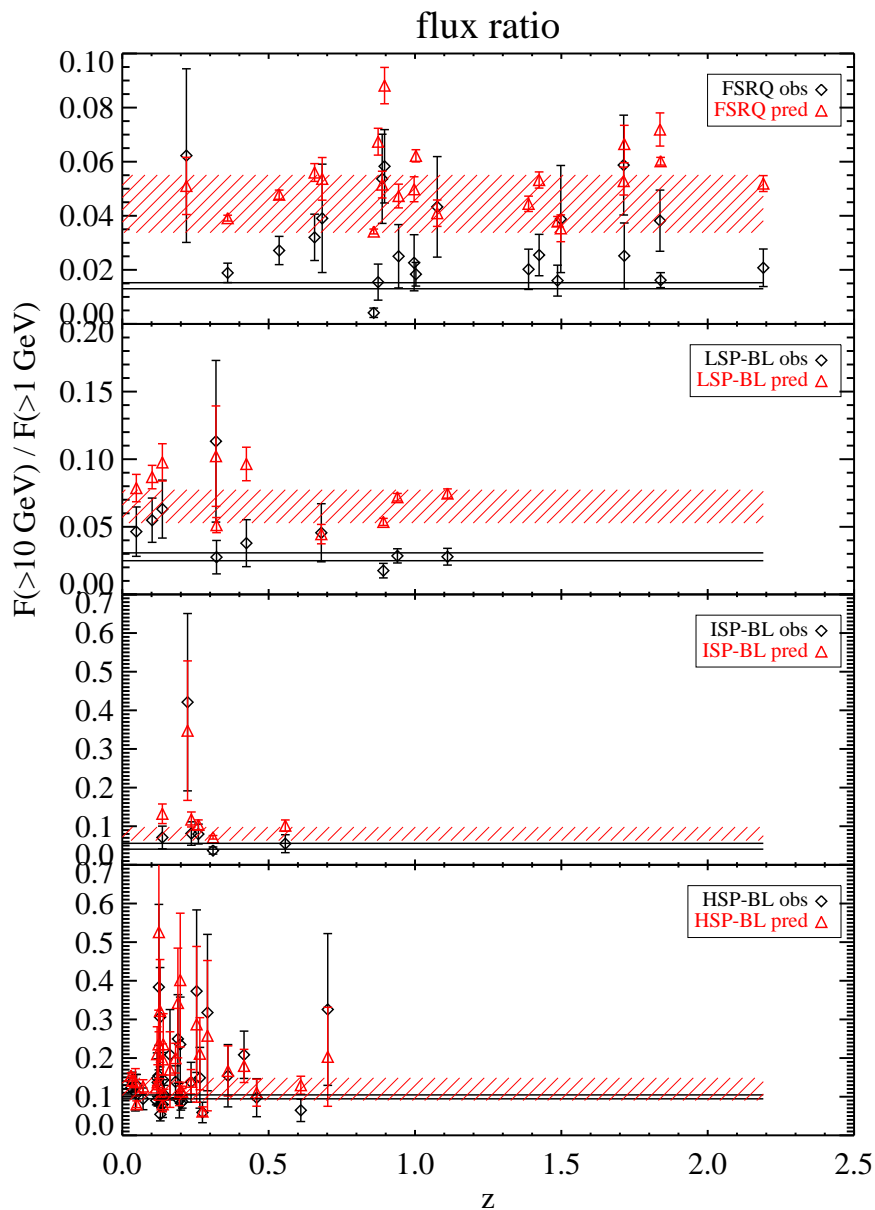 flux ratio
F(>10 GeV) / F(>1 GeV)
0.10
0.08
0.06
0.04
0.02
0.00
FSRQ obs
FSRQ pred
0.20
0.15
0.10
0.05
0.00
LSP-BL obs
LSP-BL pred
0.7
0.6
0.5
0.4
0.3
0.2
0.1
0.0
ISP-BL obs
ISP-BL pred
0.7
0.6
0.5
0.4
0.3
0.2
0.1
0.0
HSP-BL obs
HSP-BL pred
0.0 0.5 1.0 1.5 2.0 2.5
z